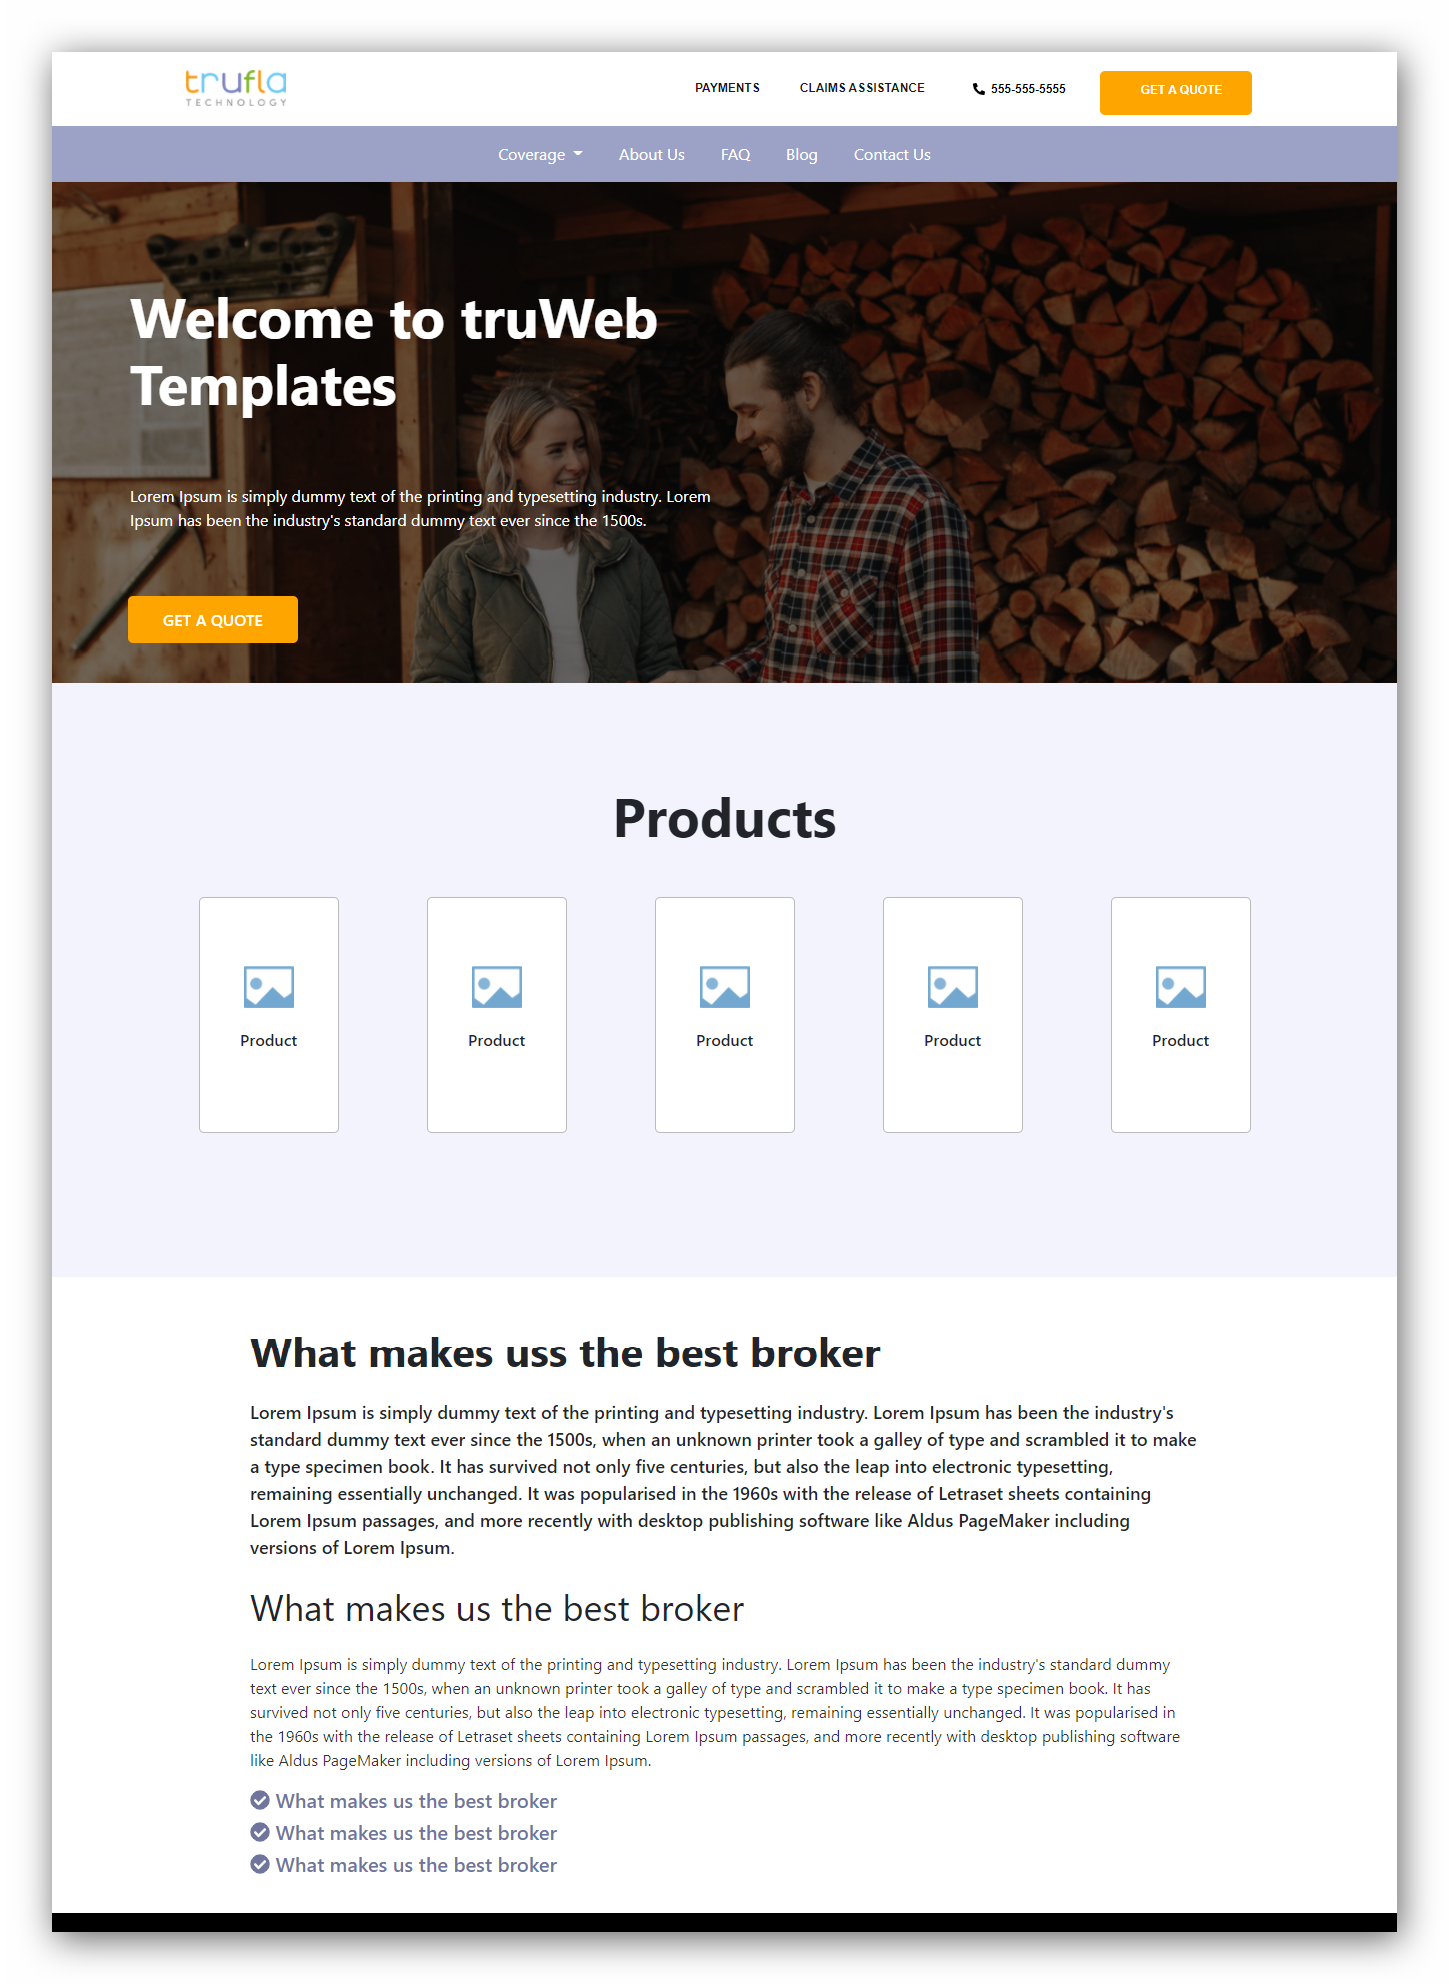 trufla
TECHNOLOGY
PAYMENTS
CLAIMS ASSISTANCE
555-555-5555
GET A QUOTE
Coverage
About Us
FAQ
Blog
Contact Us
Welcome to truWeb
Templates
Lorem Ipsum is simply dummy text of the printing and typesetting industry. Lorem
Ipsum has been the industry's standard dummy text ever since the 1500s.
GET A QUOTE
Products
Product
Product
Product
Product
Product
What makes uss the best broker
Lorem Ipsum is simply dummy text of the printing and typesetting industry. Lorem Ipsum has been the industry's
standard dummy text ever since the 1500s, when an unknown printer took a galley of type and scrambled it to make
a type specimen book. It has survived not only five centuries, but also the leap into electronic typesetting,
remaining essentially unchanged. It was popularised in the 1960s with the release of Letraset sheets containing
Lorem Ipsum passages, and more recently with desktop publishing software like Aldus PageMaker including
versions of Lorem Ipsum.
What makes us the best broker
Lorem Ipsum is simply dummy text of the printing and typesetting industry. Lorem Ipsum has been the industry's standard dummy
text ever since the 1500s, when an unknown printer took a galley of type and scrambled it to make a type specimen book. It has
survived not only five centuries, but also the leap into electronic typesetting, remaining essentially unchanged. It was popularised in
the 1960s with the release of Letraset sheets containing Lorem Ipsum passages, and more recently with desktop publishing software
like Aldus PageMaker including versions of Lorem Ipsum.
What makes us the best broker
What makes us the best broker
What makes us the best broker